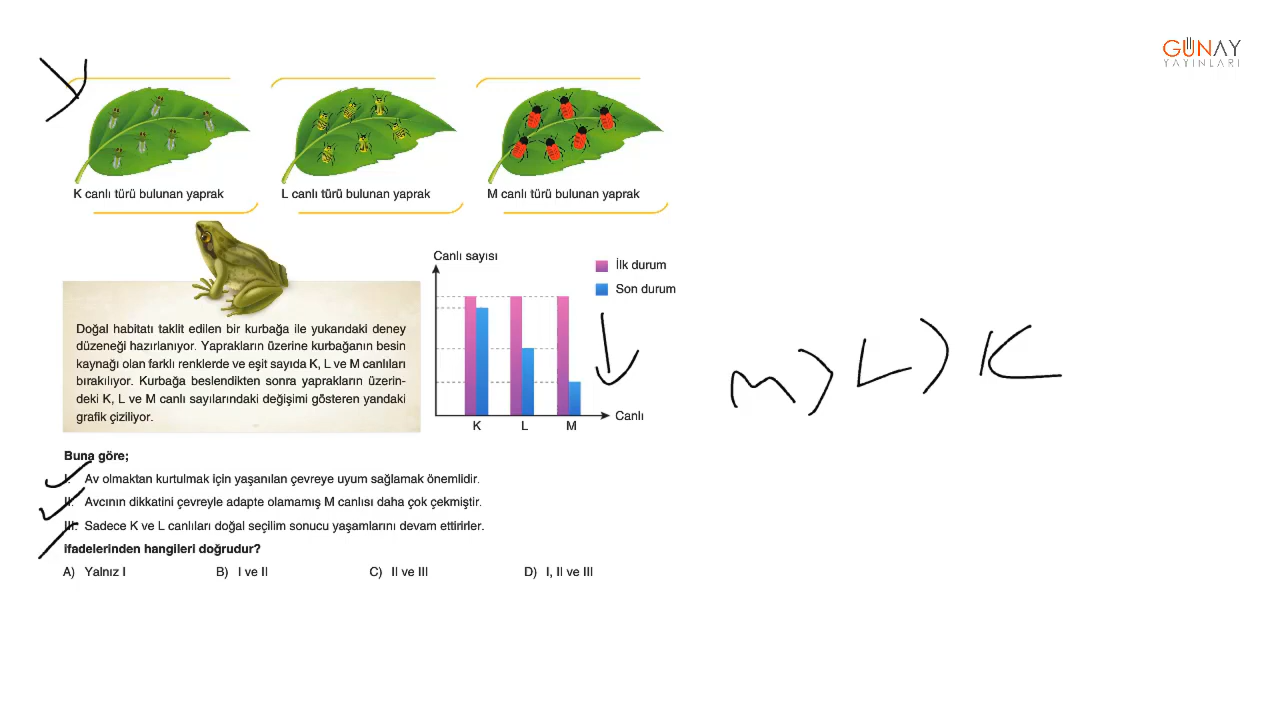 GÜNAY
YAYINLARI
K canlı türü bulunan yaprak
L canlı türü bulunan yaprak
M canlı türü bulunan yaprak
Doğal habitatı taklit edilen bir kurbağa ile yukarıdaki deney
düzeneği hazırlanıyor. Yaprakların üzerine kurbağanın besin
kaynağı olan farklı renklerde ve eşit sayıda K, L ve M canlıları
bırakılıyor. Kurbağa beslendikten sonra yaprakların üzerin-
deki K, L ve M canlı sayılarındaki değişimi gösteren yandaki
grafik çiziliyor.
Canlı sayısı
İlk durum
Son durum
K L M
Canlı
M > L > K
Buna göre;
I. Av olmaktan kurtulmak için yaşanılan çevreye uyum sağlamak önemlidir.
II. Avcının dikkatini çevreyle adapte olamamış M canlısı daha çok çekmiştir.
III. Sadece K ve L canlıları doğal seçilim sonucu yaşamlarını devam ettirirler.
ifadelerinden hangileri doğrudur?
A) Yalnız I B) I ve II C) II ve III D) I, II ve III